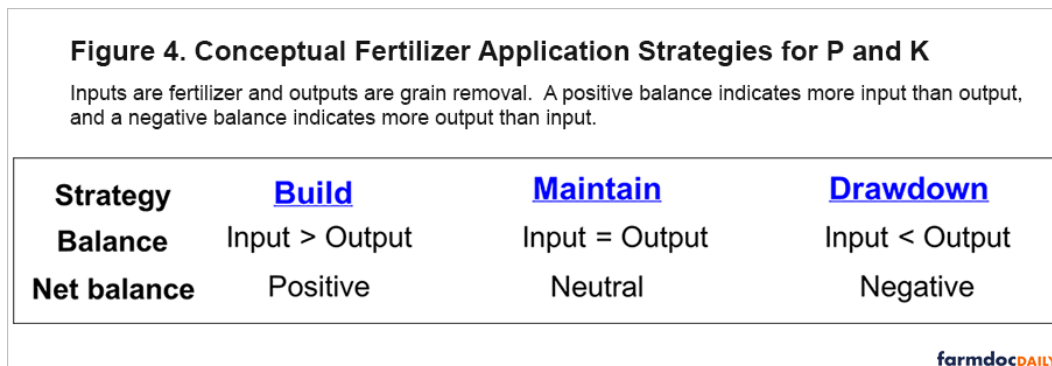 Figure 4. Conceptual Fertilizer Application Strategies for P and K
Inputs are fertilizer and outputs are grain removal. A positive balance indicates more input than output,
and a negative balance indicates more output than input.
Strategy Build Maintain Drawdown
Balance Input > Output Input = Output Input < Output
Net balance Positive Neutral Negative
farmdocDAILY